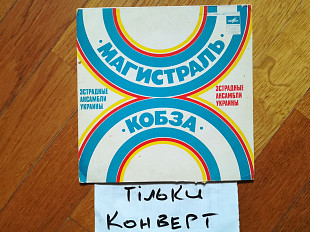 ·МАГИСТРАЛЬ·
ЭСТРАДНЫЕ
АНСАМБЛИ
УКРАИНЫ
ЭСТРАДНЫЕ
АНСАМБЛИ
УКРАИНЫ
·КОБЗА·
ТІЛЬКИ
КОНВЕРТ